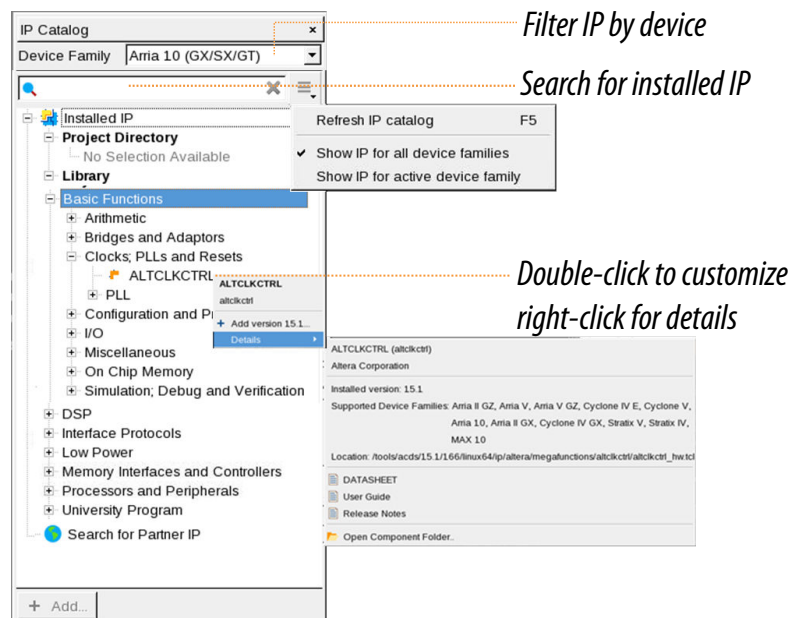 IP Catalog ×
Filter IP by device
Device Family Arria 10 (GX/SX/GT)
Search for installed IP
Installed IP
Project Directory
No Selection Available
Library
Basic Functions
Arithmetic
Bridges and Adaptors
Clocks; PLLs and Resets
ALTCLKCTRL
PLL
Configuration and
I/O
Miscellaneous
On Chip Memory
Simulation; Debug and Verification
DSP
Interface Protocols
Low Power
Memory Interfaces and Controllers
Processors and Peripherals
University Program
Search for Partner IP
+ Add...
Refresh IP catalog F5
✓ Show IP for all device families
Show IP for active device family
Double-click to customize
right-click for details
ALTCLKCTRL
altclkctrl
+ Add version 15.1...
Details
ALTCLKCTRL (altclkctrl)
Altera Corporation
Installed version: 15.1
Supported Device Families: Arria II GZ, Arria V, Arria V GZ, Cyclone IV E, Cyclone V,
Arria 10, Arria II GX, Cyclone IV GX, Stratix V, Stratix IV,
MAX 10
Location: /tools/acds/15.1/166/linux64/ip/altera/megafunctions/altclkctrl/altclkctrl_hw.tcl
DATASHEET
User Guide
Release Notes
Open Component Folder..